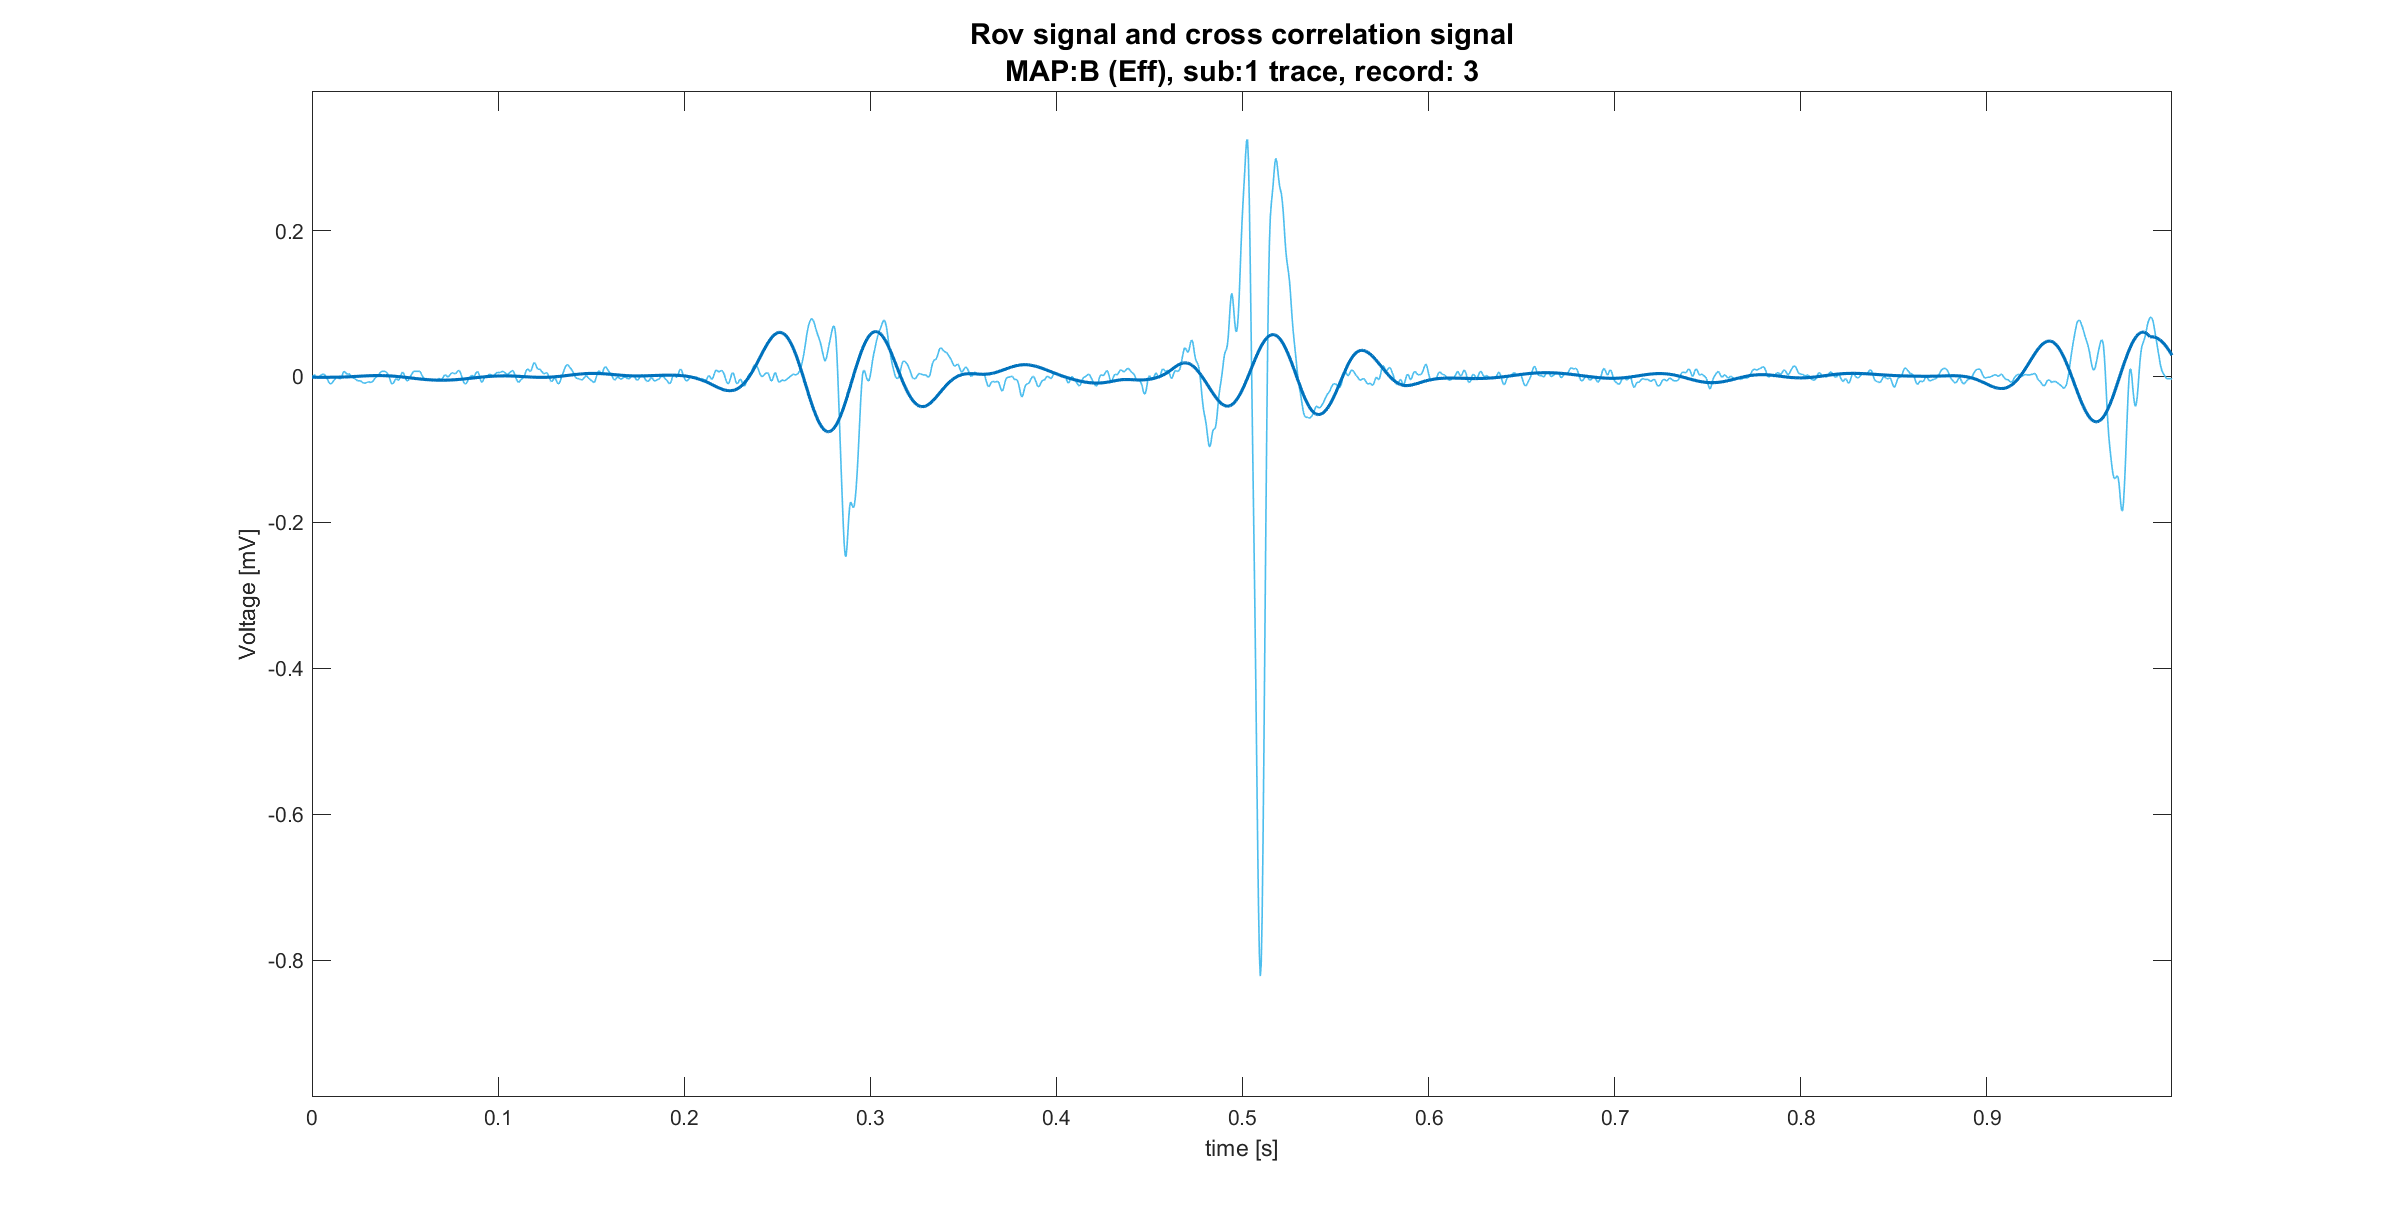 Rov signal and cross correlation signal
MAP:B (Eff), sub:1 trace, record: 3
0.2
0
-0.2
-0.4
-0.6
-0.8
Voltage [mV]
0 0.1 0.2 0.3 0.4 0.5 0.6 0.7 0.8 0.9
time [s]